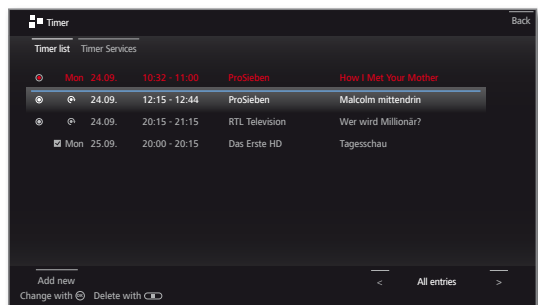 Timer Back
Timer list Timer Services
Mon 24.09. 10:32 - 11:00 ProSieben How I Met Your Mother
24.09. 12:15 - 12:44 ProSieben Malcolm mittendrin
24.09. 20:15 - 21:15 RTL Television Wer wird Millionär?
Mon 25.09. 20:00 - 20:15 Das Erste HD Tagesschau
Add new < All entries >
Change with OK Delete with